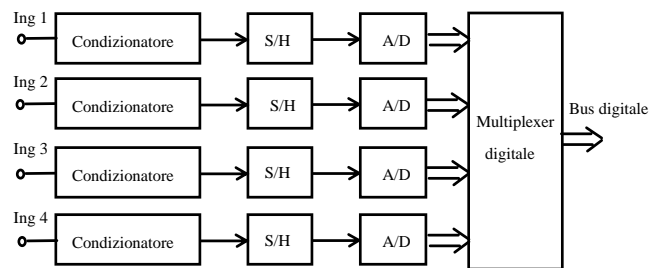 Ing 1
Condizionatore
S/H
A/D
Ing 2
Condizionatore
S/H
A/D
Multiplexer
digitale
Bus digitale
Ing 3
Condizionatore
S/H
A/D
Ing 4
Condizionatore
S/H
A/D